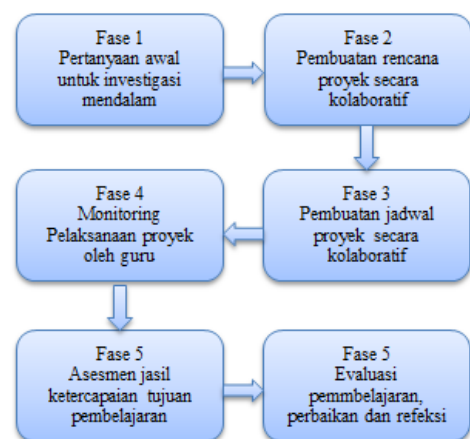 Fase 1
Pertanyaan awal
untuk investigasi
mendalam
Fase 2
Pembuatan rencana
proyek secara
kolaboratif
Fase 3
Pembuatan jadwal
proyek secara
kolaboratif
Fase 4
Monitoring
Pelaksanaan proyek
oleh guru
Fase 5
Asesmen jasil
ketercapaian tujuan
pembelajaran
Fase 5
Evaluasi
pemmbelajaran,
perbaikan dan refeksi